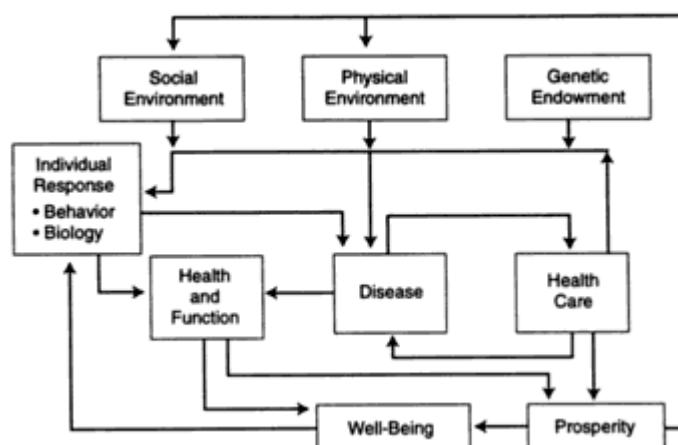 Social
Environment
Physical
Environment
Genetic
Endowment
Individual
Response
• Behavior
• Biology
Health
and
Function
Disease
Health
Care
Well-Being
Prosperity